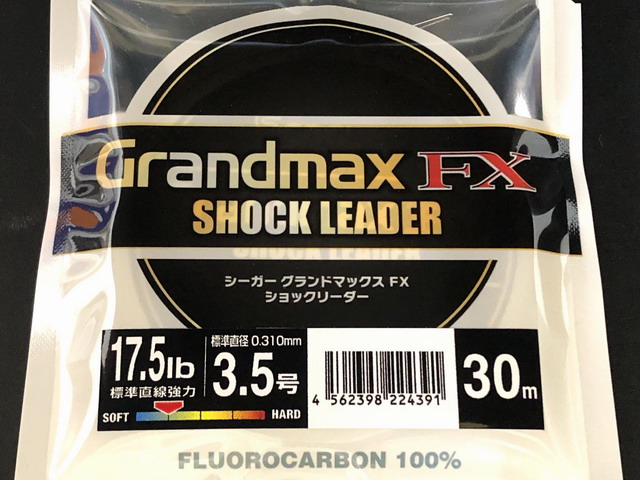 Grandmax FX
SHOCK LEADER
シーガー グランドマックス FX
ショックリーダー
17.5lb
標準直線強力
標準直径 0.310mm
3.5号
SOFT HARD
4 562398 224391
30m
FLUOROCARBON 100%